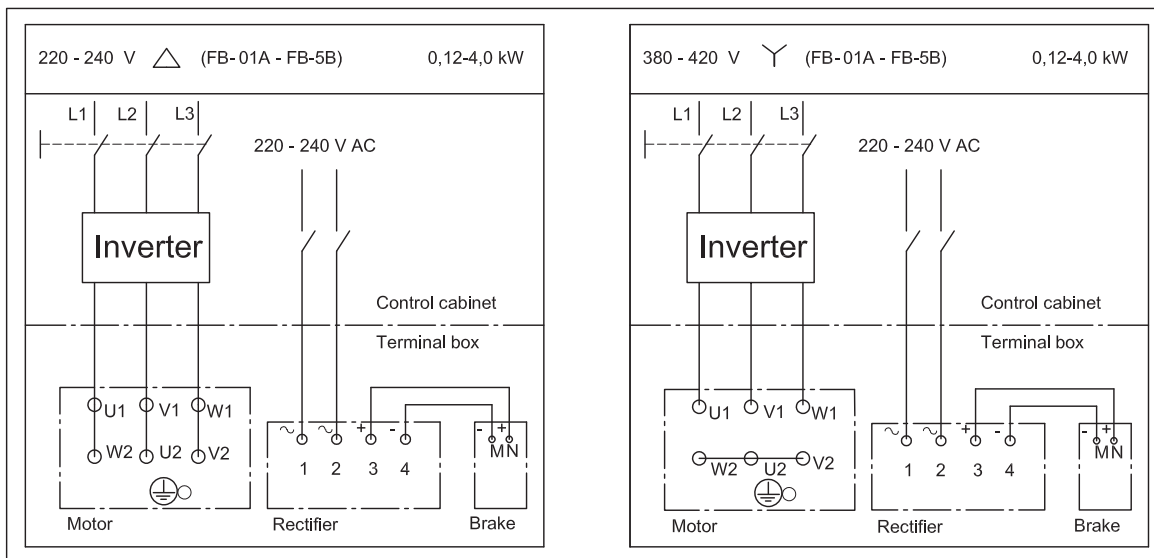 220 - 240 V (FB-01A - FB-5B) 0,12-4,0 kW
L1 L2 L3
220 - 240 V AC
Inverter
Control cabinet
Terminal box
U1 V1 W1
~ ~ + - - +
W2 U2 V2
MN
1 2 3 4
Motor Rectifier Brake
380 - 420 V (FB-01A - FB-5B) 0,12-4,0 kW
L1 L2 L3
220 - 240 V AC
Inverter
Control cabinet
Terminal box
U1 V1 W1
~ ~ + - - +
W2 U2 V2
MN
1 2 3 4
Motor Rectifier Brake